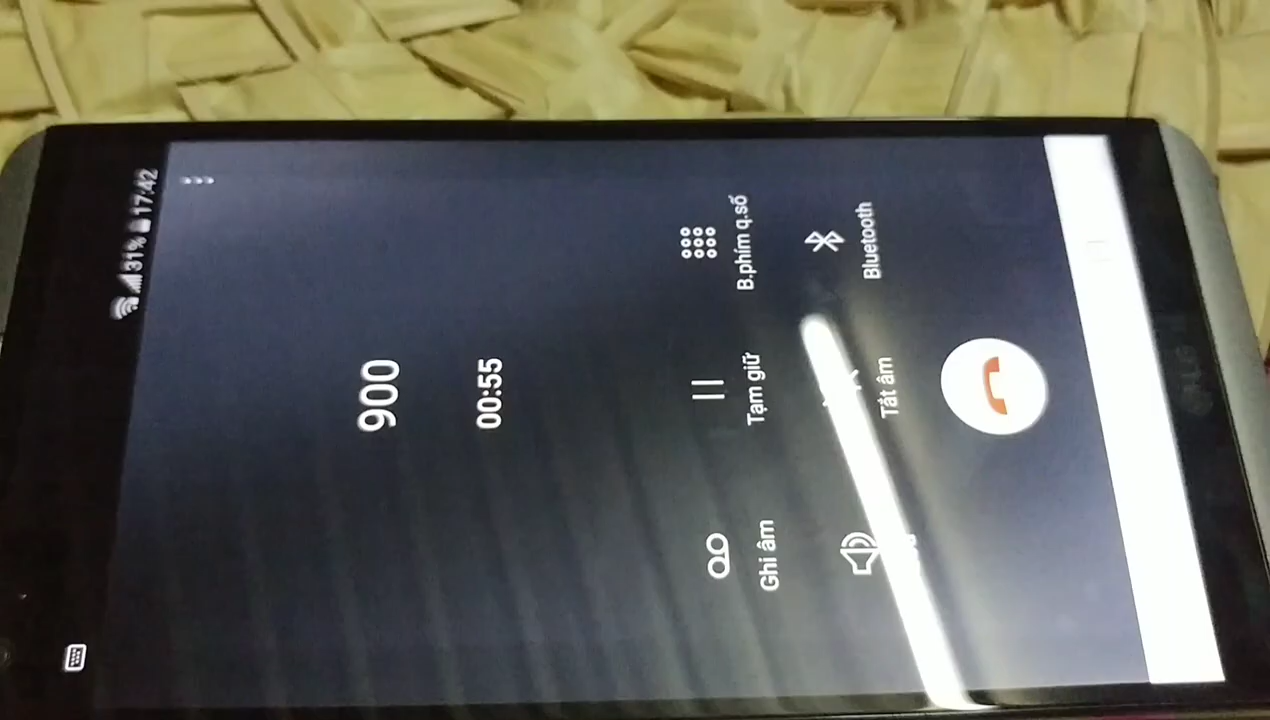 31% 17:42
900
00:55
Ghi âm
Tạm giữ
B.phím q.số
Tắt âm
Bluetooth